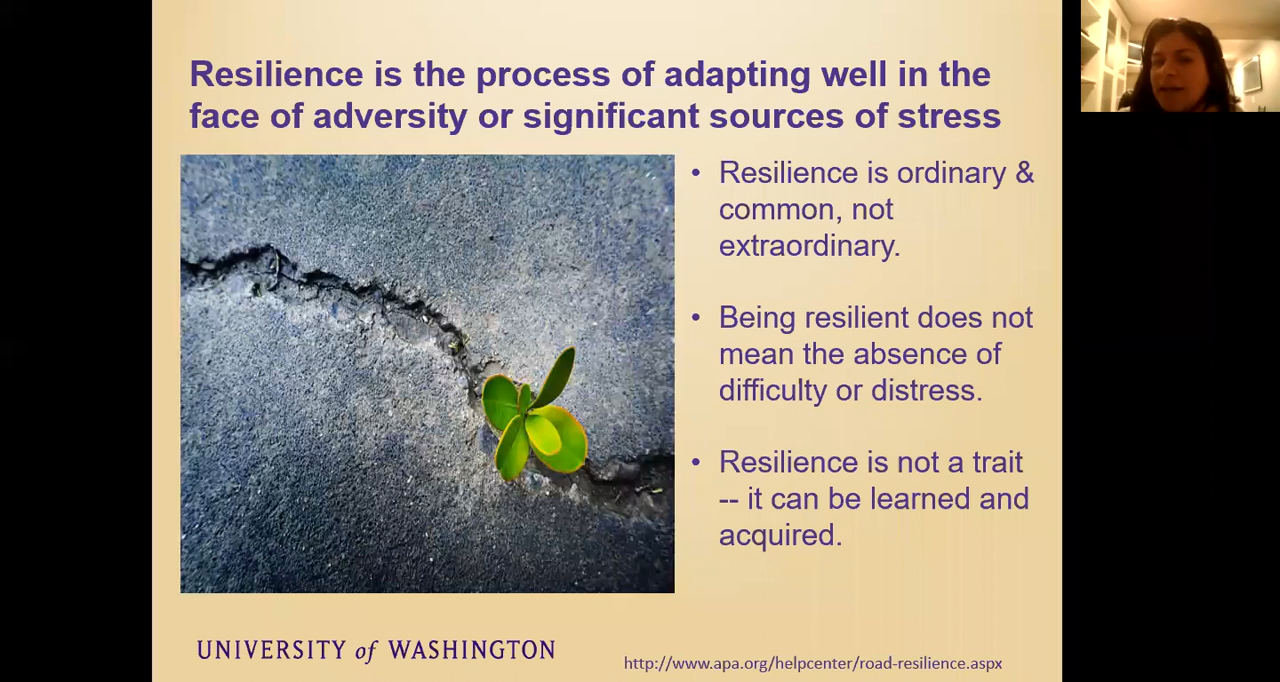 Resilience is the process of adapting well in the
face of adversity or significant sources of stress
• Resilience is ordinary &
common, not
extraordinary.
• Being resilient does not
mean the absence of
difficulty or distress.
• Resilience is not a trait
-- it can be learned and
acquired.
UNIVERSITY of WASHINGTON
http://www.apa.org/helpcenter/road-resilience.aspx